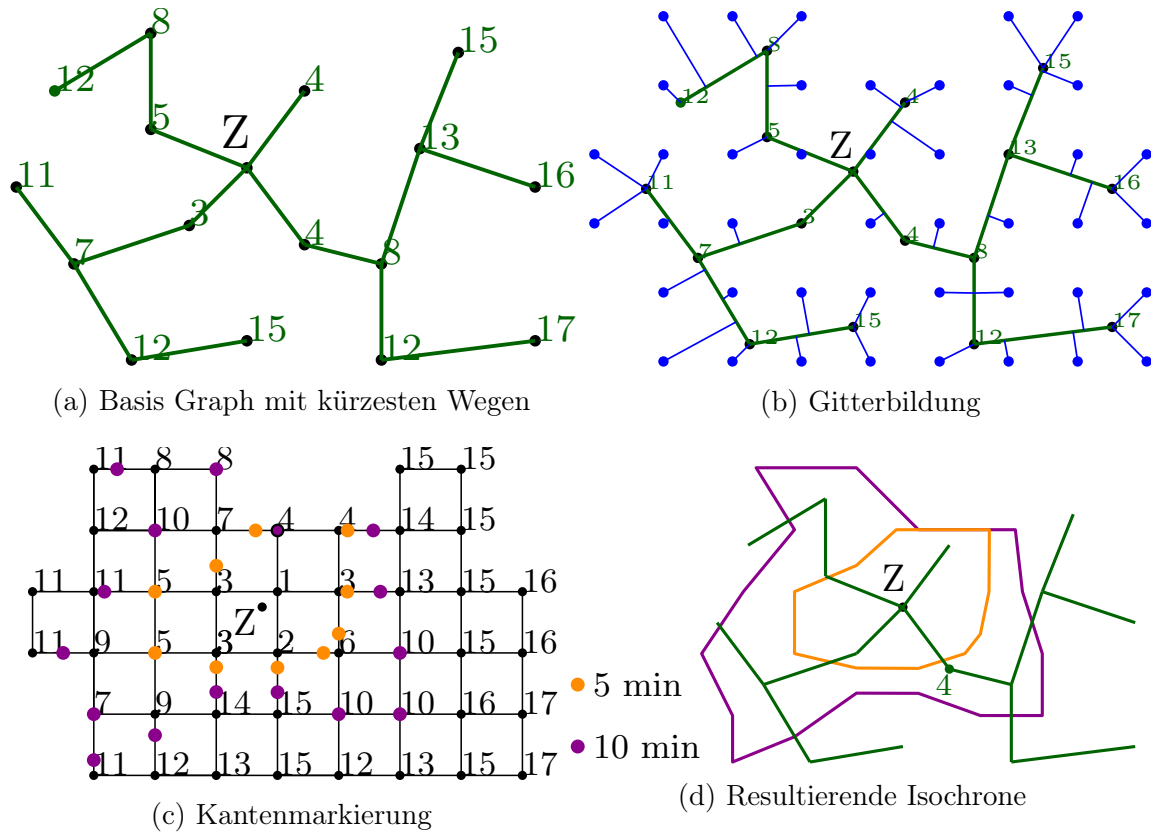 8 15
12 4
5 Z 13
11 16
3 4
7 8
12 15 12 17
(a) Basis Graph mit kürzesten Wegen
8 15
12 4
5 Z 13
11 16
3 4
7 8
12 15 12 17
(b) Gitterbildung
11 8 8 15 15
12 10 7 4 4 14 15
11 11 5 3 1 3 13 15 16
Z
11 9 5 3 2 6 10 15 16
7 9 14 15 10 10 16 17
11 12 13 15 12 13 15 17
5 min
10 min
(c) Kantenmarkierung
Z
4
(d) Resultierende Isochrone